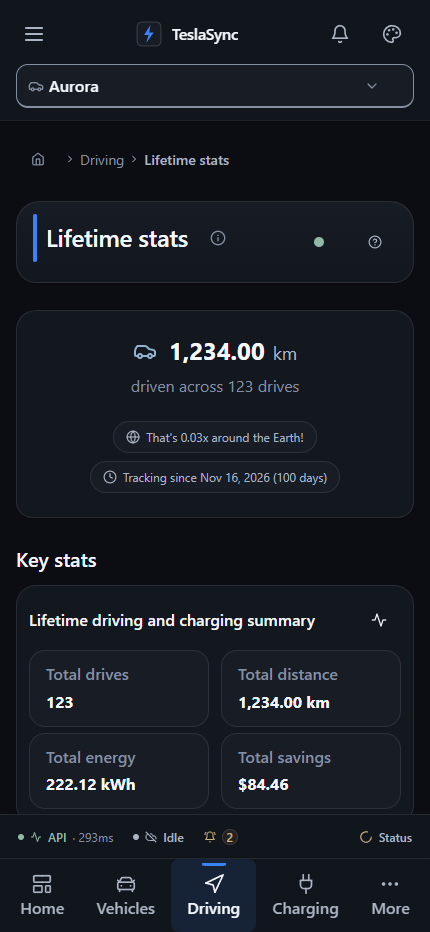 TeslaSync
Aurora
Driving Lifetime stats
Lifetime stats
1,234.00 km
driven across 123 drives
That's 0.03x around the Earth!
Tracking since Nov 16, 2026 (100 days)
Key stats
Lifetime driving and charging summary
Total drives Total distance
123 1,234.00 km
Total energy Total savings
222.12 kWh $84.46
API · 293ms Idle 2 Status
Home Vehicles Driving Charging More